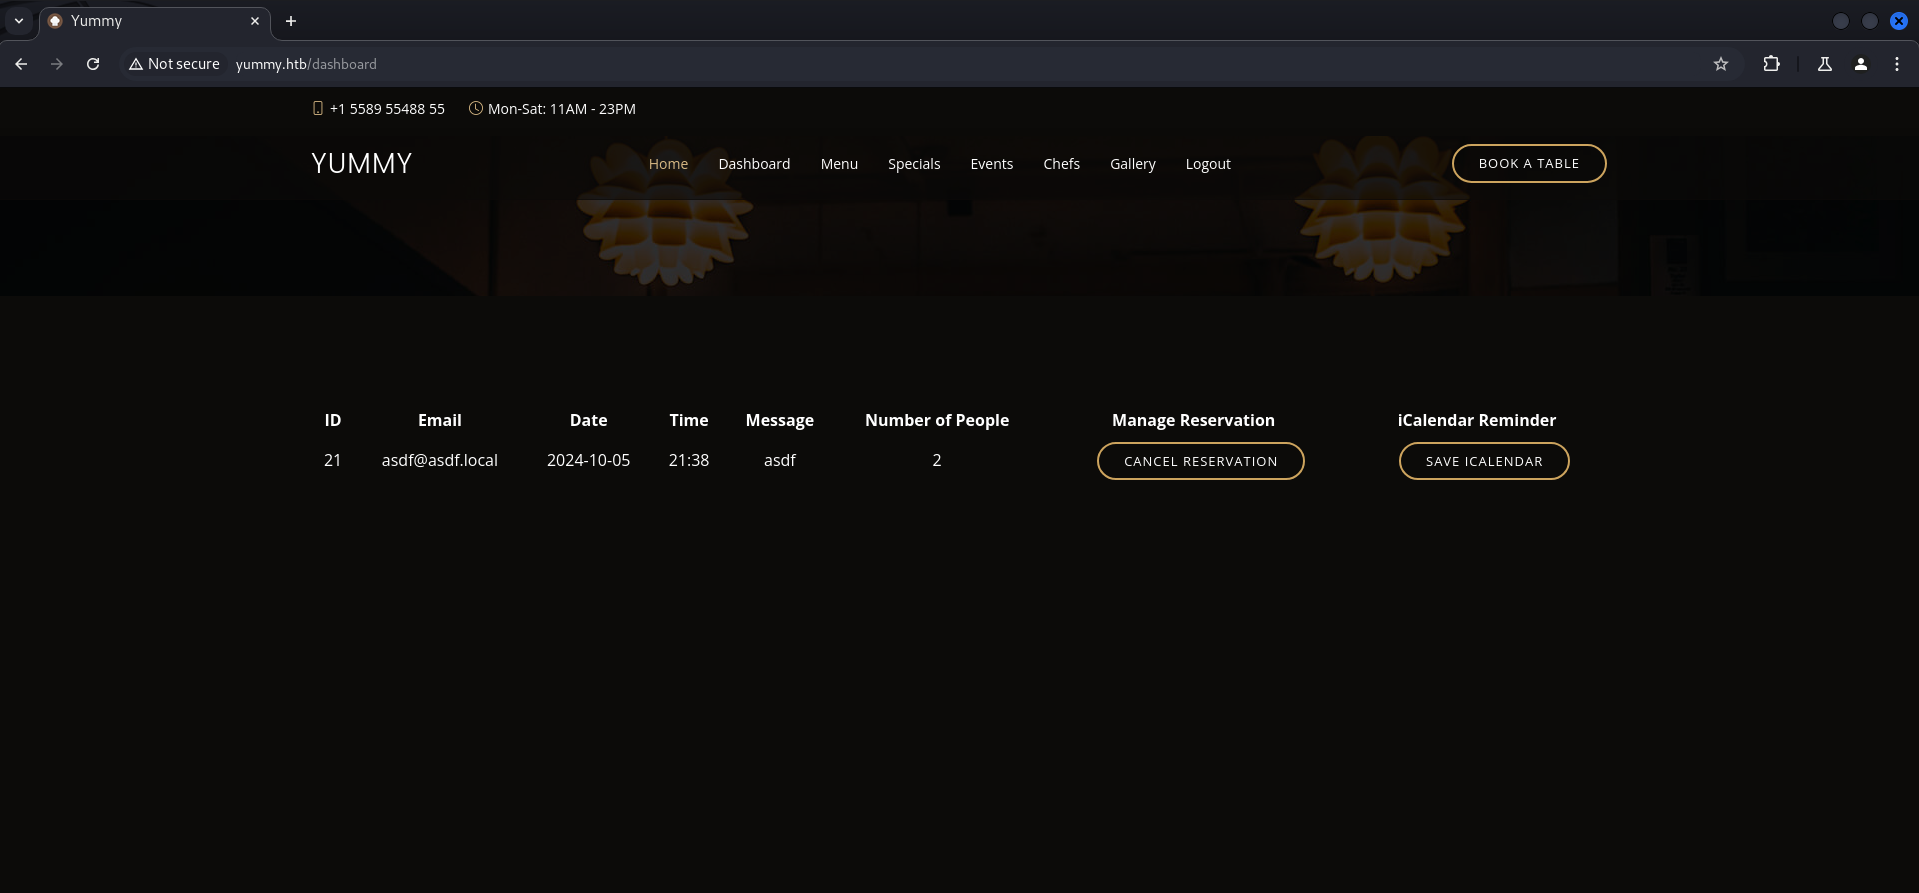 Yummy
Not secure yummy.htb/dashboard
+1 5589 55488 55 Mon-Sat: 11AM - 23PM
YUMMY Home Dashboard Menu Specials Events Chefs Gallery Logout BOOK A TABLE
ID Email Date Time Message Number of People Manage Reservation iCalendar Reminder
21 asdf@asdf.local 2024-10-05 21:38 asdf 2 CANCEL RESERVATION SAVE ICALENDAR